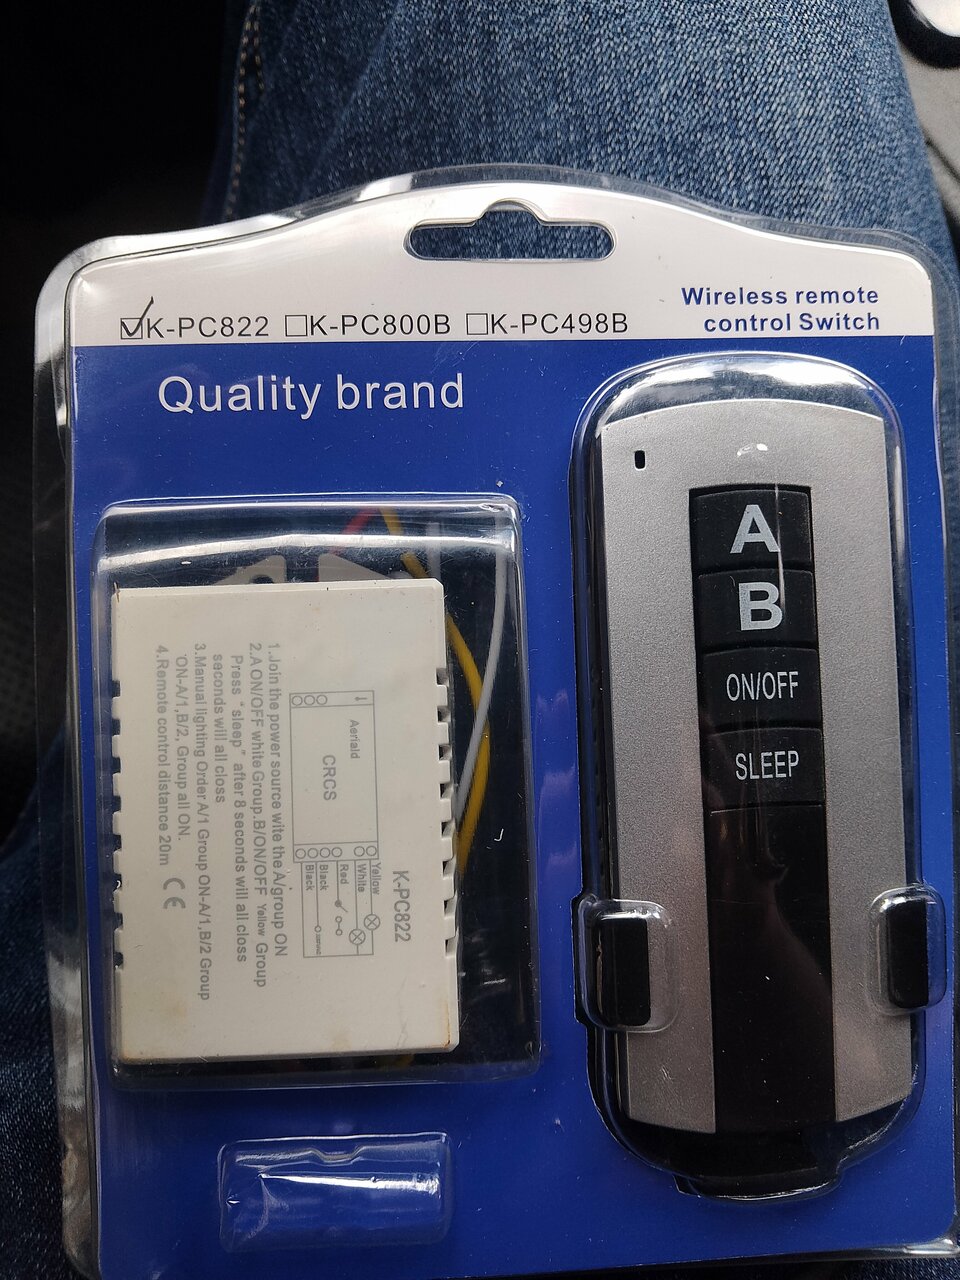 K-PC822 K-PC800B K-PC498B
Wireless remote
control Switch
Quality brand
A
B
ON/OFF
SLEEP
K-PC822
Yellow
White
Red
Black
Black
Aeriald
CRCS
1.Join the power source wite the A/group ON
2.A ON/OFF white Group.B/ON/OFF Yellow Group
Press "sleep" after 8 seconds will all closs
seconds will all closs
3.Manual lighting Order A/1 Group ON-A/1,B/2 Group
ON-A/1,B/2, Group all ON.
4.Remote control distance 20m CE